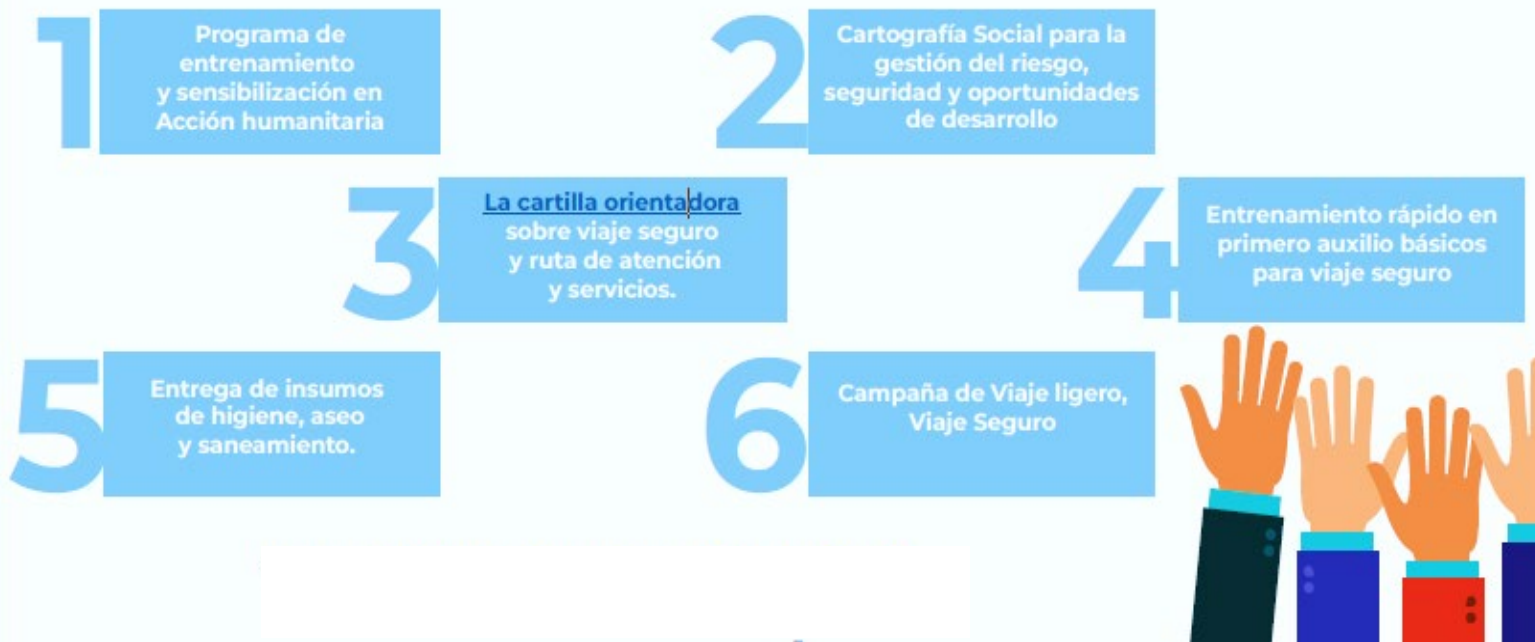 1
Programa de
entrenamiento
y sensibilización en
Acción humanitaria
2
Cartografía Social para la
gestión del riesgo,
seguridad y oportunidades
de desarrollo
3
La cartilla orientadora
sobre viaje seguro
y ruta de atención
y servicios.
4
Entrenamiento rápido en
primero auxilio básicos
para viaje seguro
5
Entrega de insumos
de higiene, aseo
y saneamiento.
6
Campaña de Viaje ligero,
Viaje Seguro